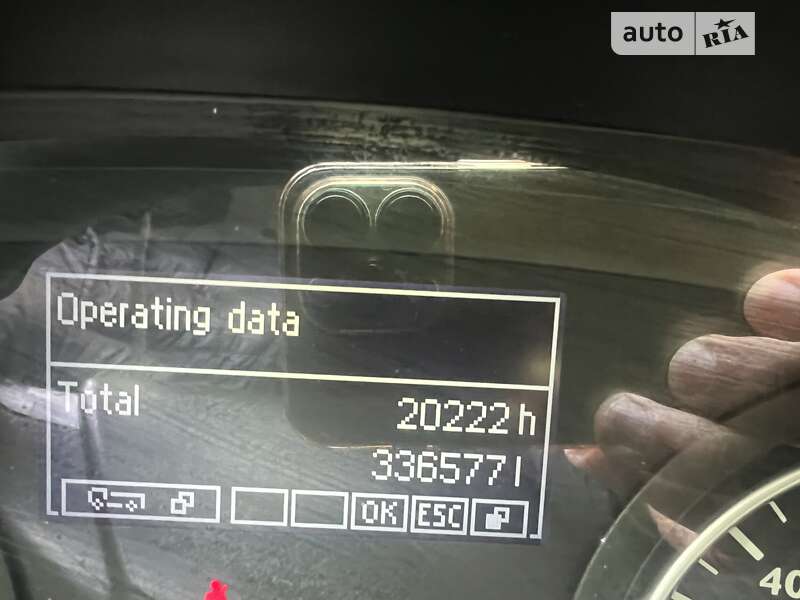 auto RIA
Operating data
Total
20222 h
336577 l
OK ESC
40